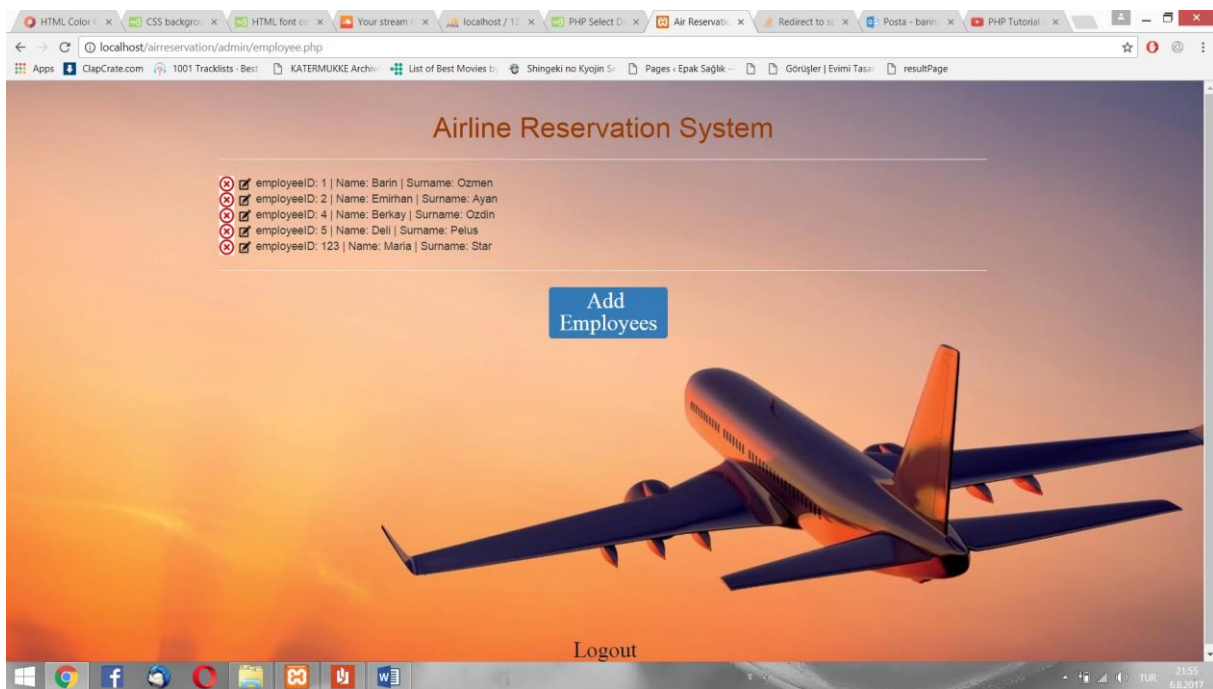 HTML Color C
CSS backgrou
HTML font co
Your stream
localhost / 12
PHP Select D
Air Reservatio
Redirect to
Posta - barin
PHP Tutorial
localhost/airreservation/admin/employee.php
Apps ClapCrate.com 1001 Tracklists - Best KATERMUKKE Archiv List of Best Movies b Shingeki no Kyojin Pages ‹ Epak Sağlık — Görüşler | Evimi Tasa resultPage
Airline Reservation System
employeeID: 1 | Name: Barin | Surname: Ozmen
employeeID: 2 | Name: Emirhan | Surname: Ayan
employeeID: 4 | Name: Berkay | Surname: Ozdin
employeeID: 5 | Name: Deli | Surname: Pelus
employeeID: 123 | Name: Maria | Surname: Star
Add
Employees
Logout
TUR
21:55
6.8.2017